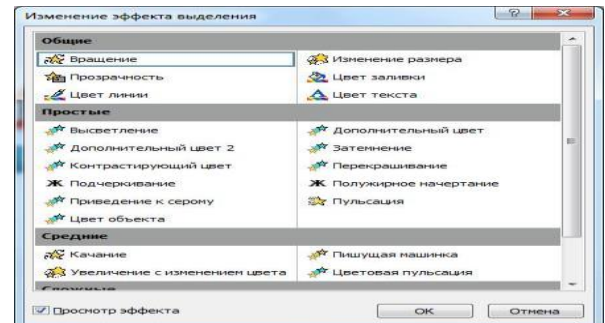 Изменение эффекта выделения
Общие
Вращение Изменение размера
Прозрачность Цвет заливки
Цвет линии Цвет текста
Простые
Высветление Дополнительный цвет
Дополнительный цвет 2 Затемнение
Контрастирующий цвет Перекрашивание
Ж Подчеркивание Ж Полужирное начертание
Приведение к серому Пульсация
Цвет объекта
Средние
Качание Пишущая машинка
Увеличение с изменением цвета Цветовая пульсация
Сложные
Просмотр эффекта OK Отмена